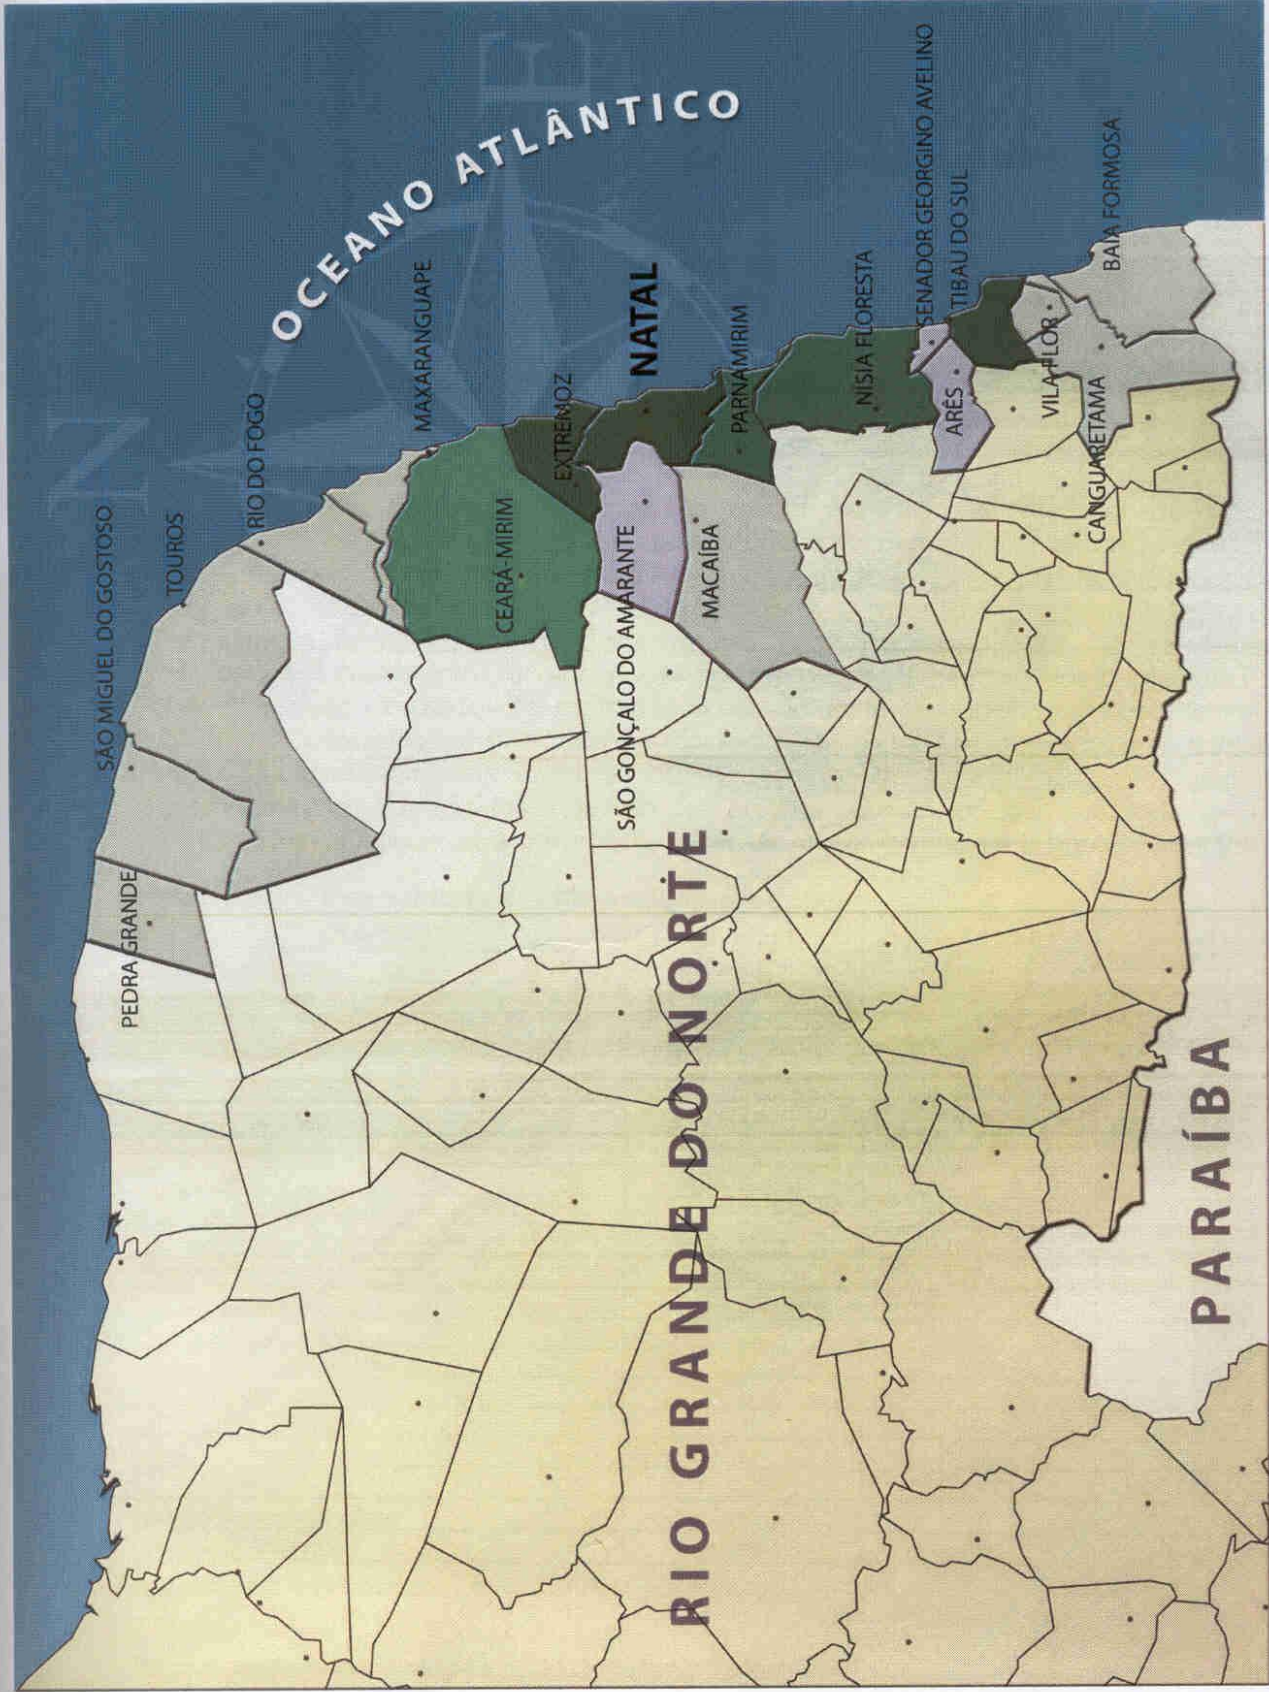 N
E
OCEANO ATLÂNTICO
SÃO MIGUEL DO GOSTOSO
TOUROS
RIO DO FOGO
PEDRA GRANDE
MAXARANGUAPE
CEARÁ-MIRIM
EXTREMOZ
NATAL
SÃO GONÇALO DO AMARANTE
MACAÍBA
PARNAMIRIM
NÍSIA FLORESTA
SENADOR GEORGINO AVELINO
TIBAU DO SUL
ARÊS
VILA FLOR
CANGUARETAMA
BAIA FORMOSA
RIO GRANDE DO NORTE
PARAÍBA